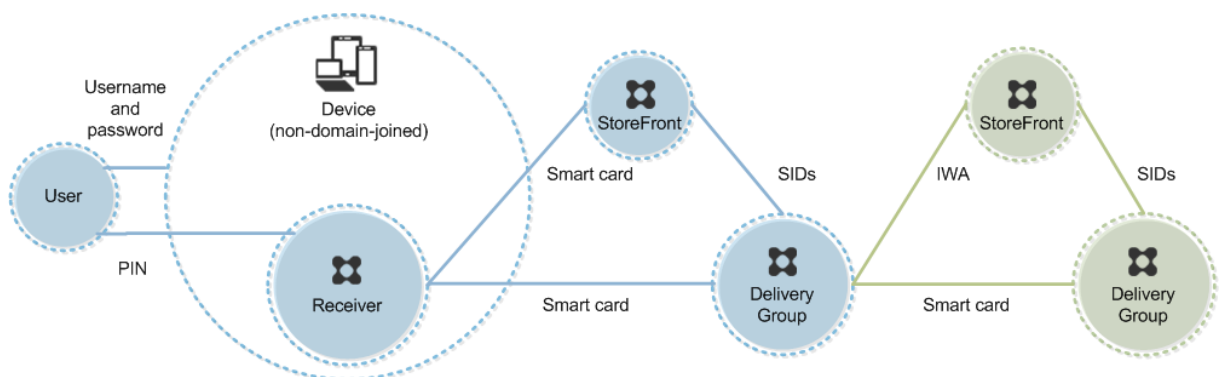 Username
and
password
Device
(non-domain-joined)
User
PIN
Receiver
StoreFront
Smart card
SIDs
Smart card
Delivery
Group
StoreFront
IWA
SIDs
Smart card
Delivery
Group